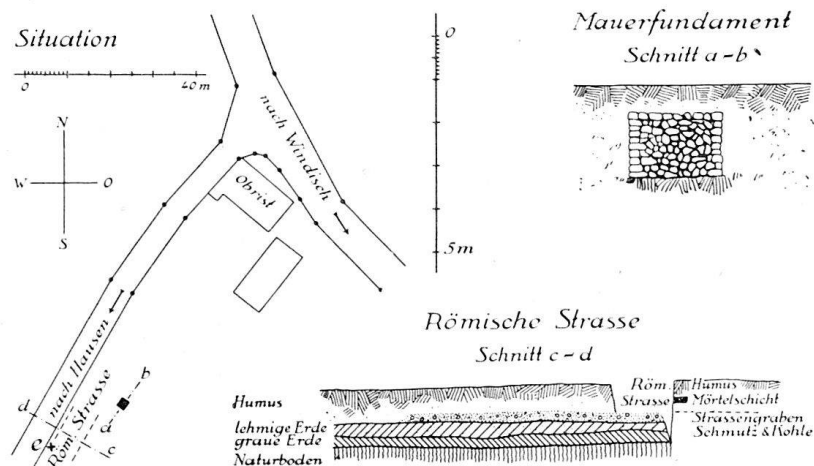 Situation
0 40 m
N
W O
S
nach Windisch
Obrist
nach Hausen
Röm. Strasse
d
b
a
c
e
0
5 m
Mauerfundament
Schnitt a-b
Römische Strasse
Schnitt c-d
Humus
lehmige Erde
graue Erde
Naturboden
Röm.
Strasse
Humus
Mörtelschicht
Strassengraben
Schmutz & Kohle